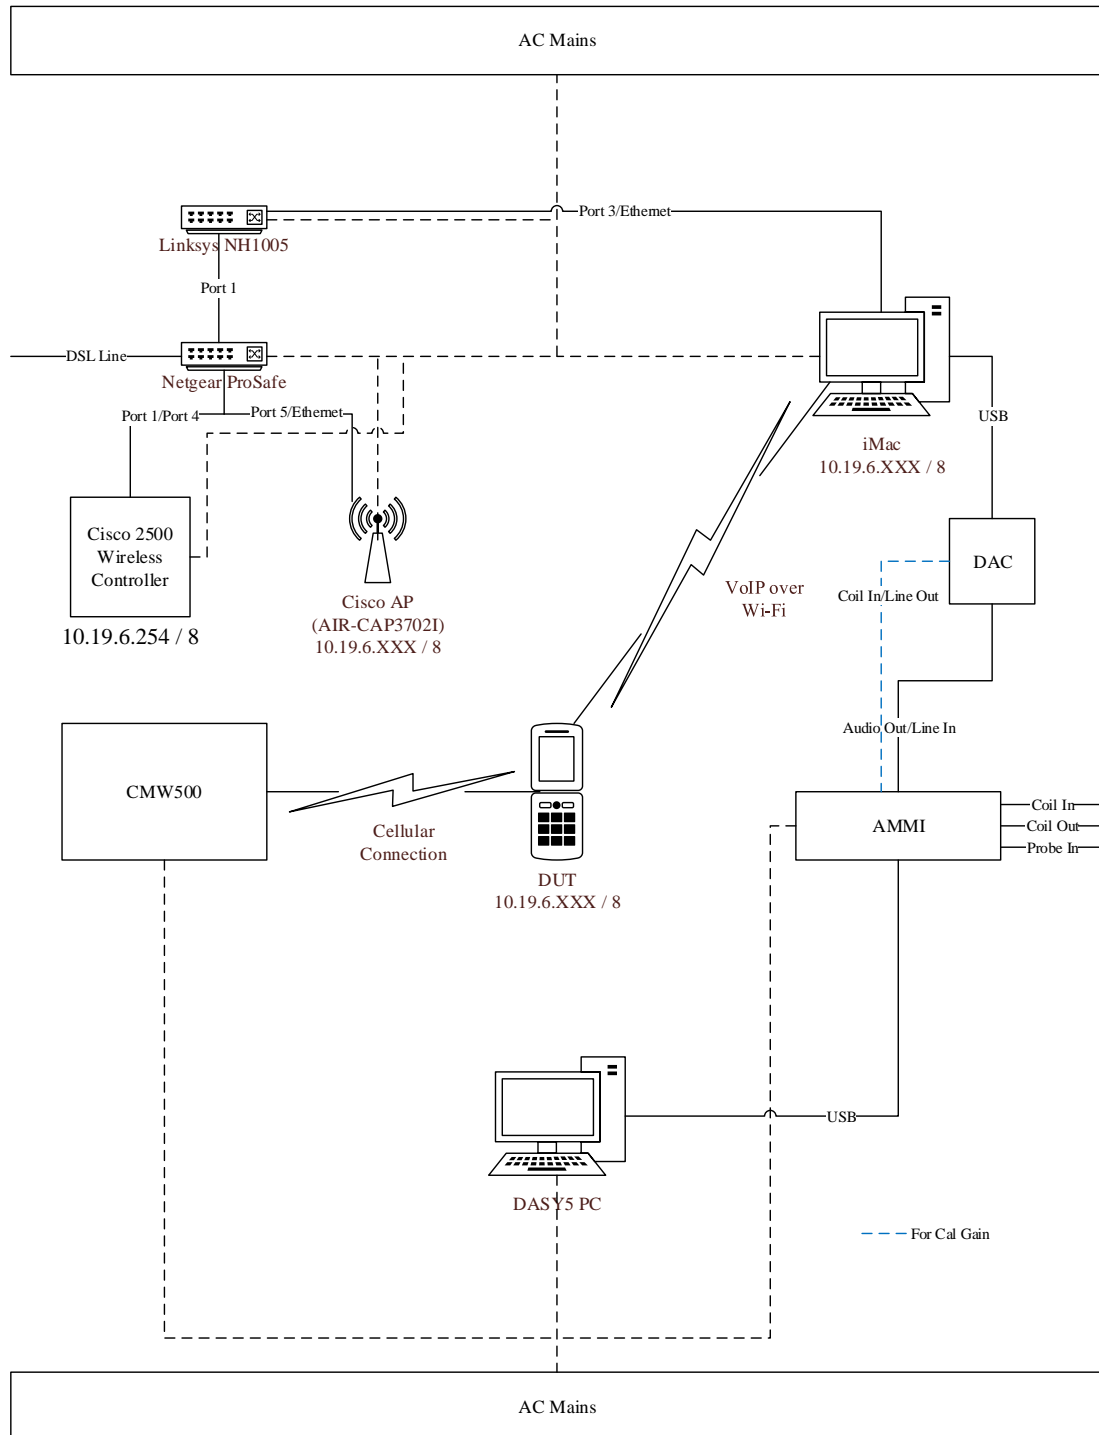 AC Mains
Port 3/Ethernet
Linksys NH1005
Port 1
DSL Line
Netgear ProSafe
Port 1/Port 4
Port 5/Ethernet
USB
iMac
10.19.6.XXX / 8
Cisco 2500
Wireless
Controller
10.19.6.254 / 8
Cisco AP
(AIR-CAP3702I)
10.19.6.XXX / 8
VoIP over
Wi-Fi
DAC
Coil In/Line Out
Audio Out/Line In
CMW500
Cellular
Connection
DUT
10.19.6.XXX / 8
AMMI
Coil In
Coil Out
Probe In
USB
DASY5 PC
For Cal Gain
AC Mains